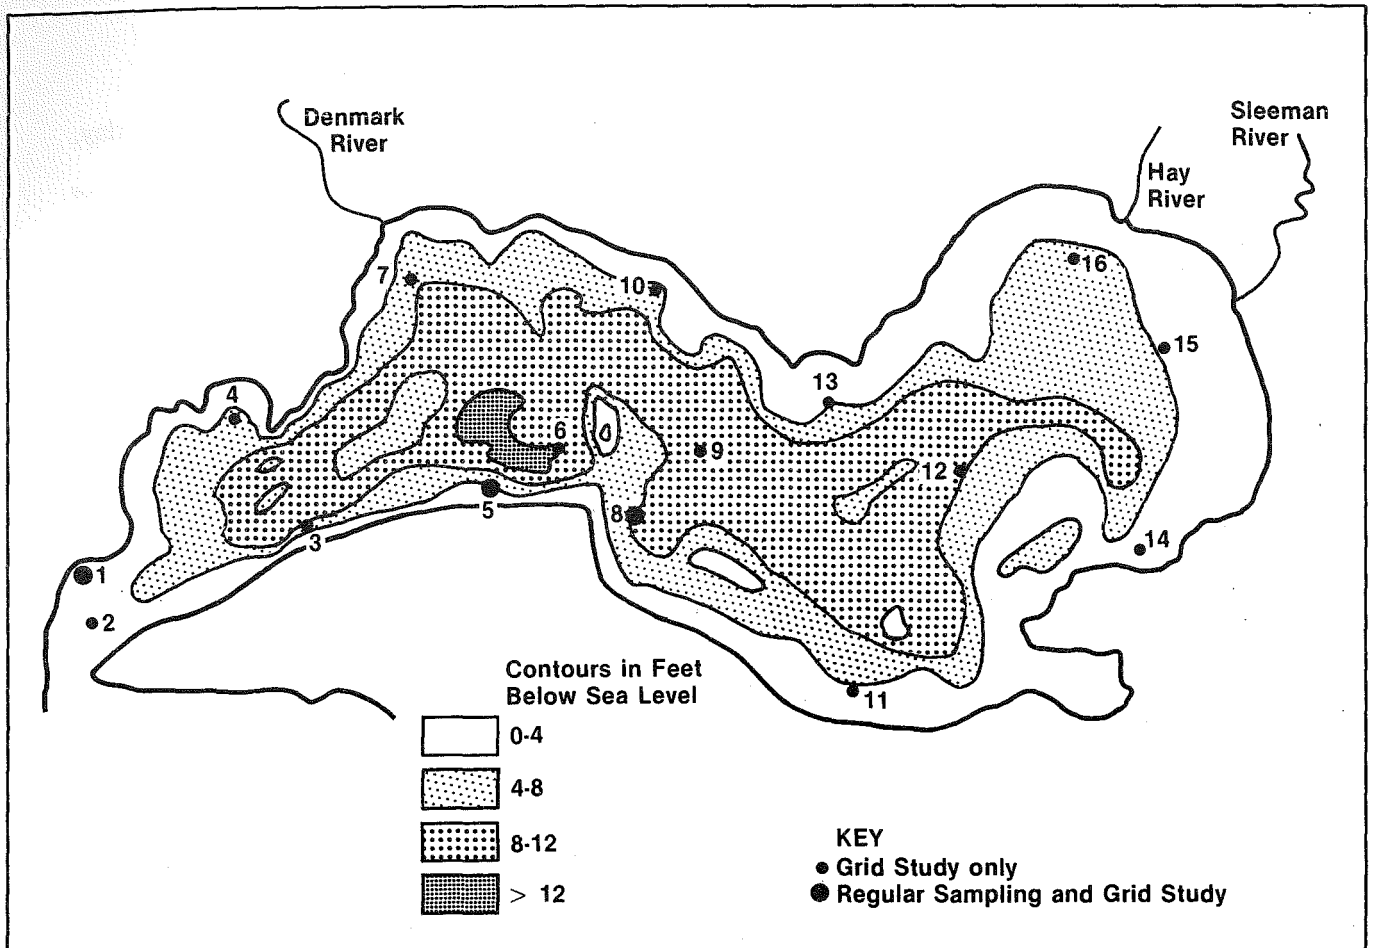 Denmark
River
Sleeman
River
Hay
River
7
10
16
15
4
13
6
9
12
5
8
3
14
1
2
11
Contours in Feet
Below Sea Level
0-4
4-8
8-12
> 12
KEY
Grid Study only
Regular Sampling and Grid Study